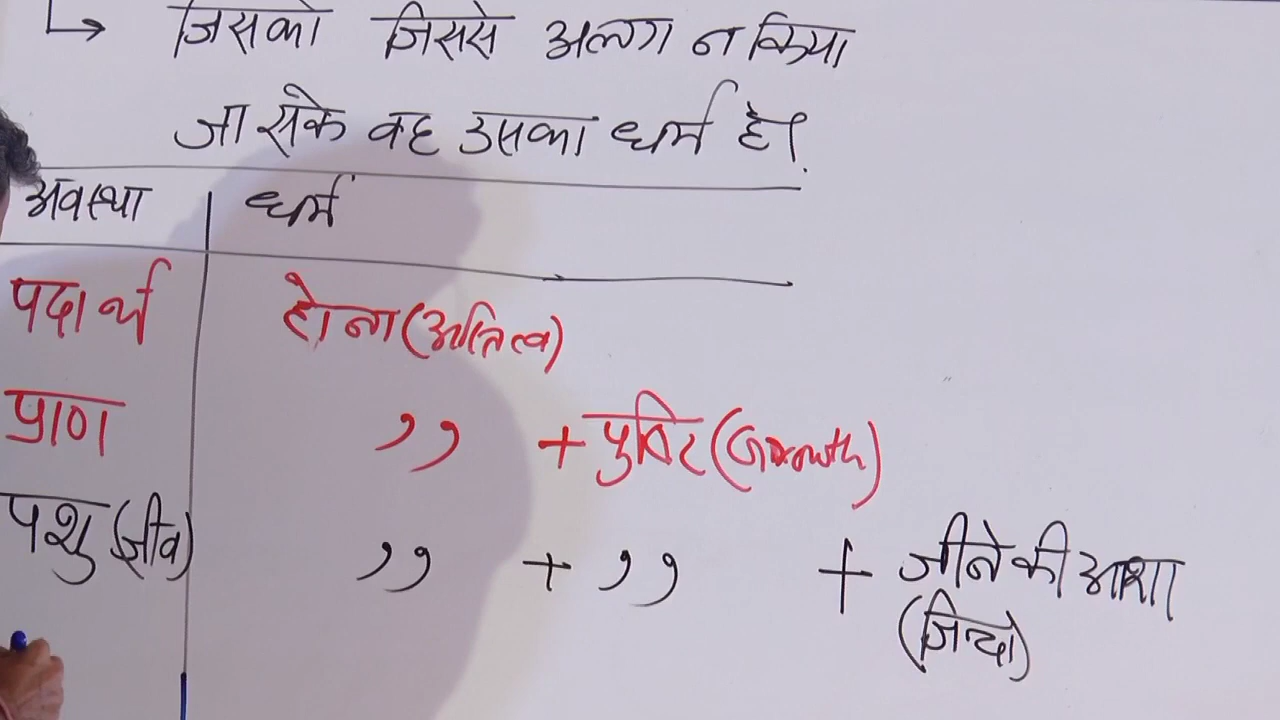 ↳ जिसको जिससे अलग न किया
जा सके वह उसका धर्म है।
अवस्था | धर्म
पदार्थ | होना (अस्तित्व)
प्राण | ,, + पुष्टि (Growth)
पशु (जीव) | ,, + ,, + जीने की आशा
(जिन्दा)